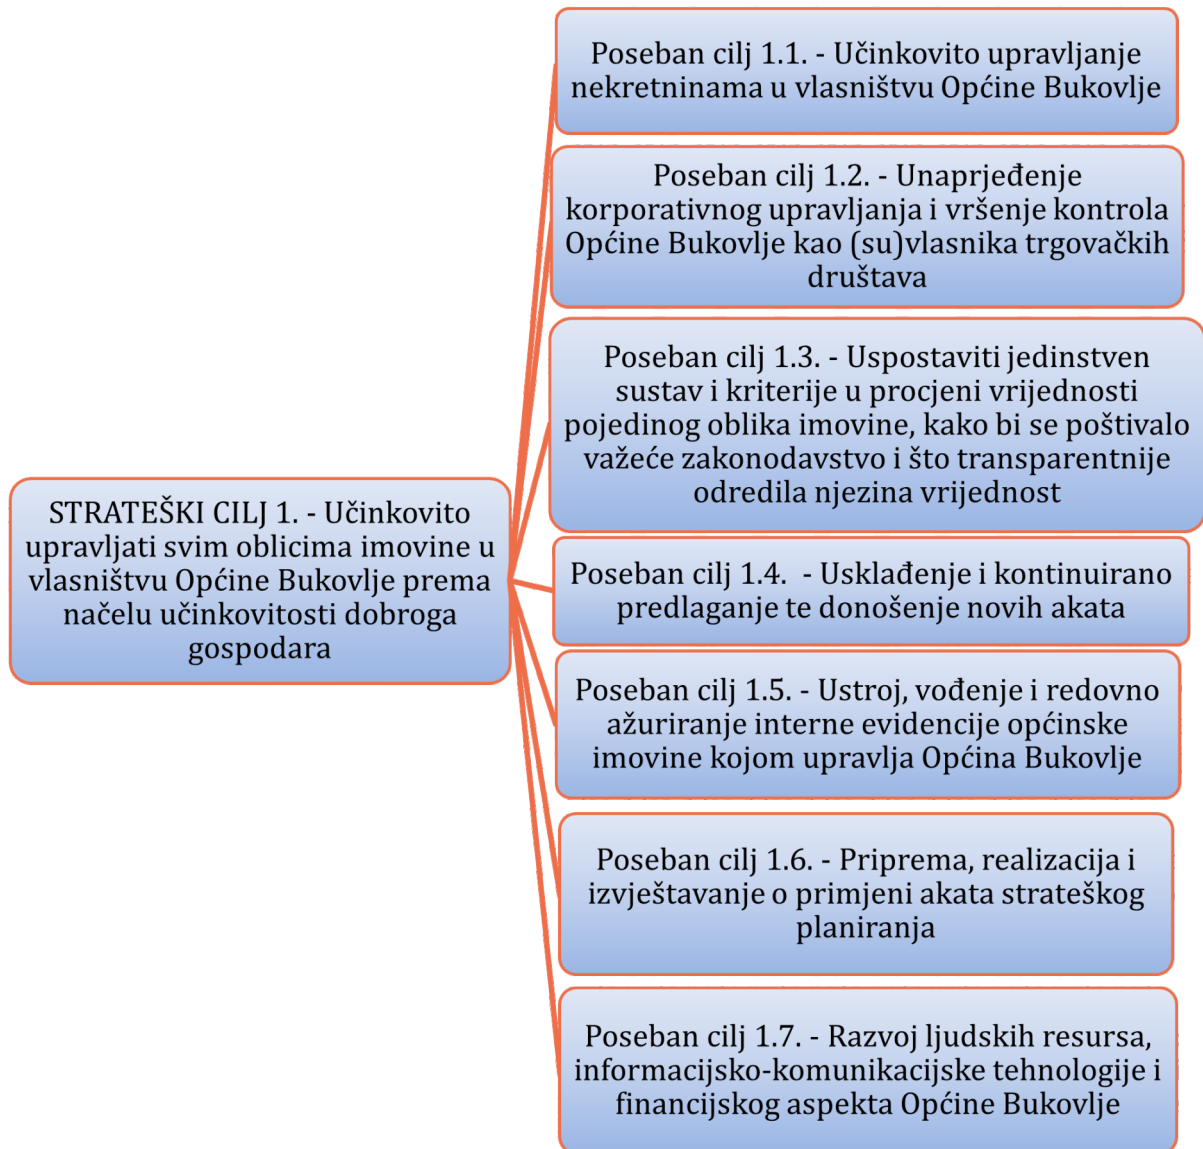 STRATEŠKI CILJ 1. - Učinkovito
upravljati svim oblicima imovine u
vlasništvu Općine Bukovlje prema
načelu učinkovitosti dobroga
gospodara
Poseban cilj 1.1. - Učinkovito upravljanje
nekretninama u vlasništvu Općine Bukovlje
Poseban cilj 1.2. - Unaprjeđenje
korporativnog upravljanja i vršenje kontrola
Općine Bukovlje kao (su)vlasnika trgovačkih
društava
Poseban cilj 1.3. - Uspostaviti jedinstven
sustav i kriterije u procjeni vrijednosti
pojedinog oblika imovine, kako bi se poštivalo
važeće zakonodavstvo i što transparentnije
odredila njezina vrijednost
Poseban cilj 1.4.  - Usklađenje i kontinuirano
predlaganje te donošenje novih akata
Poseban cilj 1.5. - Ustroj, vođenje i redovno
ažuriranje interne evidencije općinske
imovine kojom upravlja Općina Bukovlje
Poseban cilj 1.6. - Priprema, realizacija i
izvještavanje o primjeni akata strateškog
planiranja
Poseban cilj 1.7. - Razvoj ljudskih resursa,
informacijsko-komunikacijske tehnologije i
financijskog aspekta Općine Bukovlje